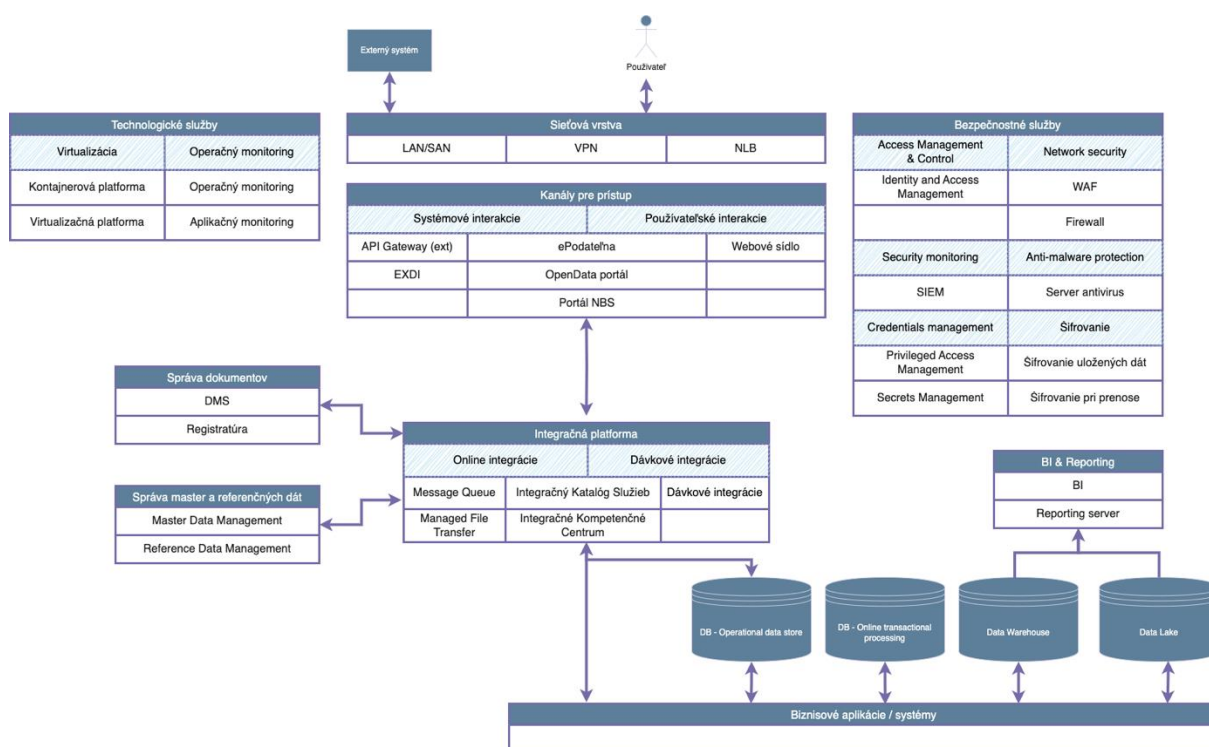 Externý systém
Používateľ
Technologické služby
Virtualizácia
Operačný monitoring
Kontajnerová platforma
Operačný monitoring
Virtualizačná platforma
Aplikačný monitoring
Sieťová vrstva
LAN/SAN
VPN
NLB
Kanály pre prístup
Systémové interakcie
Používateľské interakcie
API Gateway (ext)
ePodateľna
Webové sídlo
EXDI
OpenData portál
Portál NBS
Bezpečnostné služby
Access Management
& Control
Network security
Identity and Access
Management
WAF
Firewall
Security monitoring
Anti-malware protection
SIEM
Server antivirus
Credentials management
Šifrovanie
Privileged Access
Management
Šifrovanie uložených dát
Secrets Management
Šifrovanie pri prenose
Správa dokumentov
DMS
Registratúra
Správa master a referenčných dát
Master Data Management
Reference Data Management
Integračná platforma
Online integrácie
Dávkové integrácie
Message Queue
Integračný Katalóg Služieb
Dávkové integrácie
Managed File
Transfer
Integračné Kompetenčné
Centrum
BI & Reporting
BI
Reporting server
DB - Operational data store
DB - Online transactional
processing
Data Warehouse
Data Lake
Biznisové aplikácie / systémy